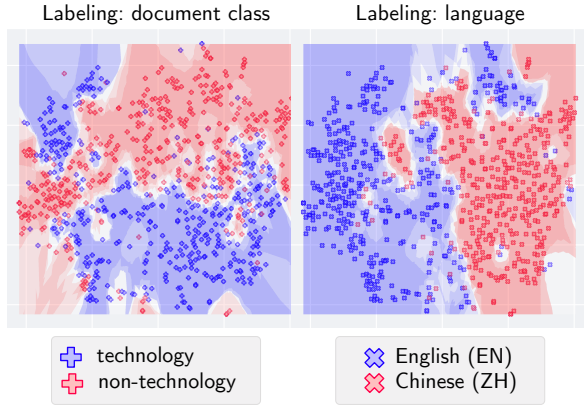 Labeling: document class
Labeling: language
technology
non-technology
English (EN)
Chinese (ZH)